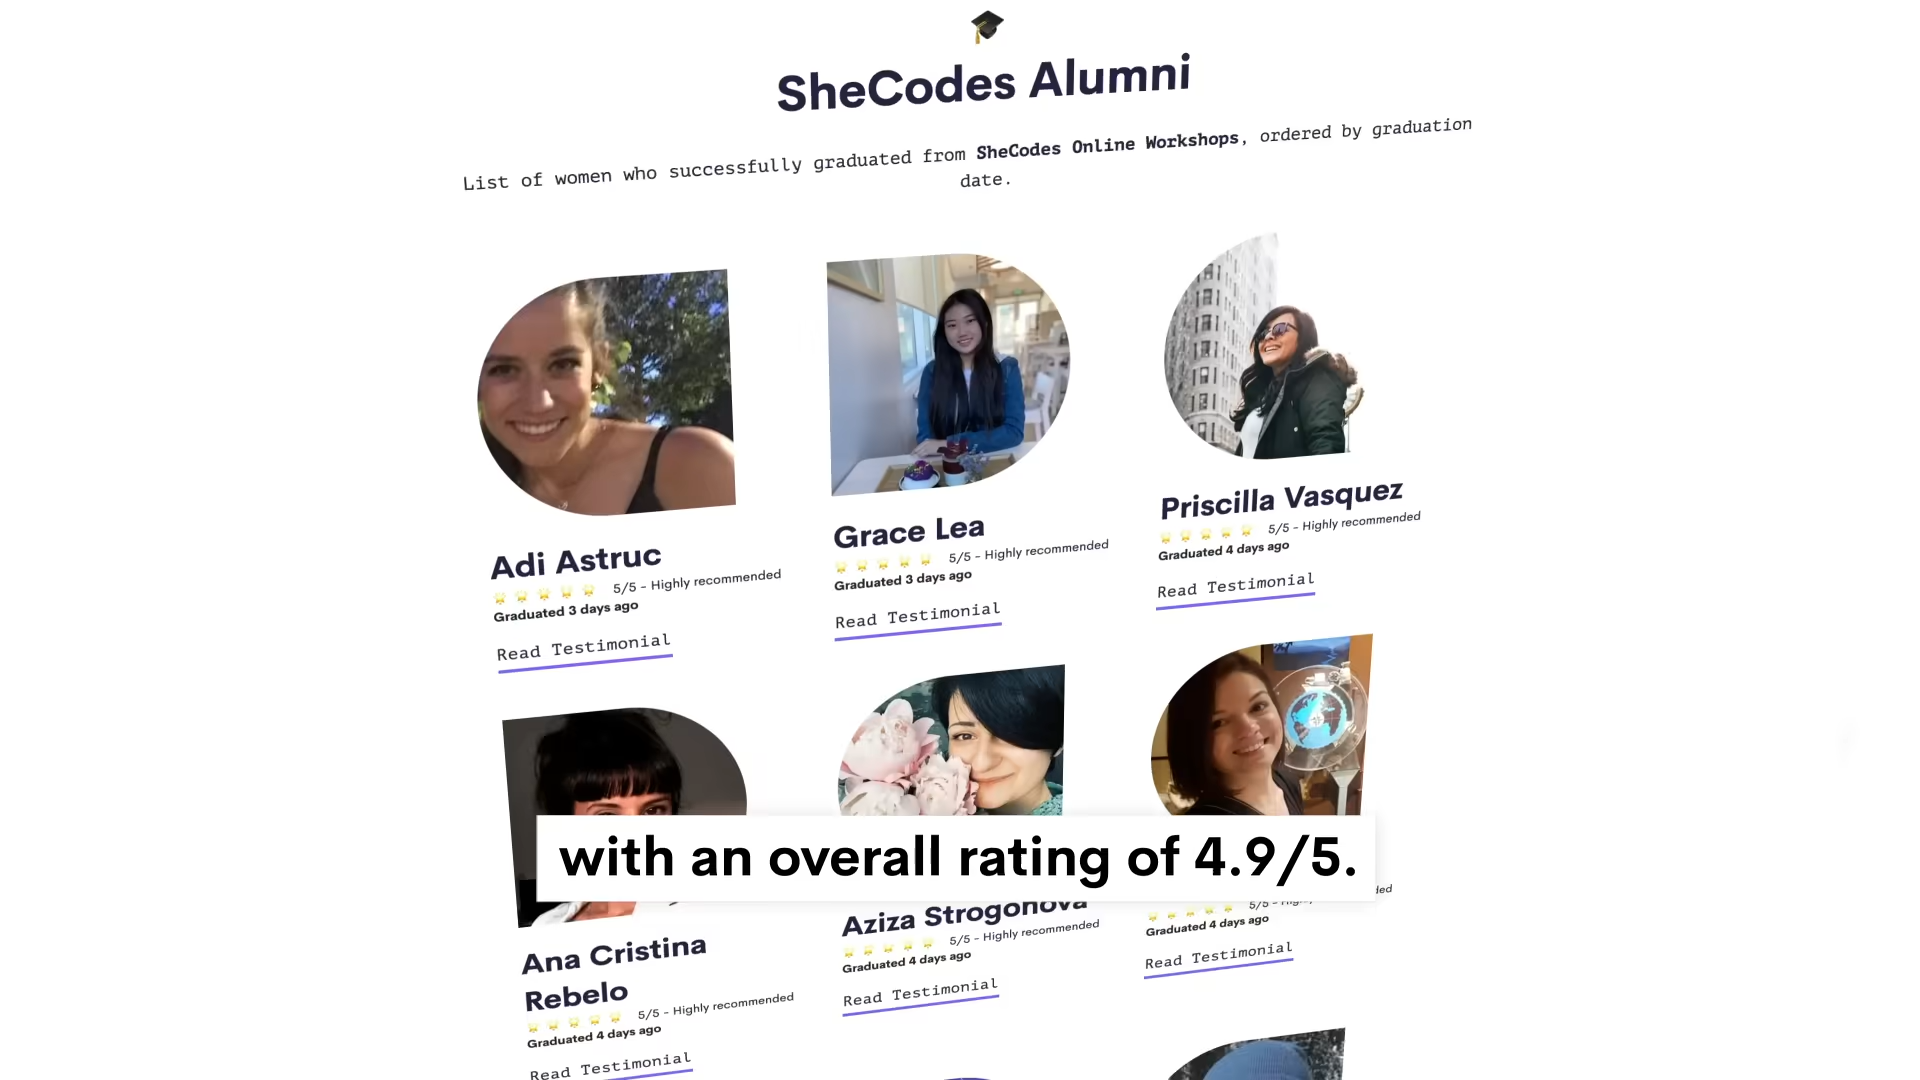 SheCodes Alumni
List of women who successfully graduated from SheCodes Online Workshops, ordered by graduation
date.
Adi Astruc
5/5 - Highly recommended
Graduated 3 days ago
Read Testimonial
Grace Lea
5/5 - Highly recommended
Graduated 3 days ago
Read Testimonial
Priscilla Vasquez
5/5 - Highly recommended
Graduated 4 days ago
Read Testimonial
with an overall rating of 4.9/5.
Ana Cristina
Rebelo
5/5 - Highly recommended
Graduated 4 days ago
Read Testimonial
Aziza Strogonova
5/5 - Highly recommended
Graduated 4 days ago
Read Testimonial
5/5 -
Graduated 4 days ago
Read Testimonial